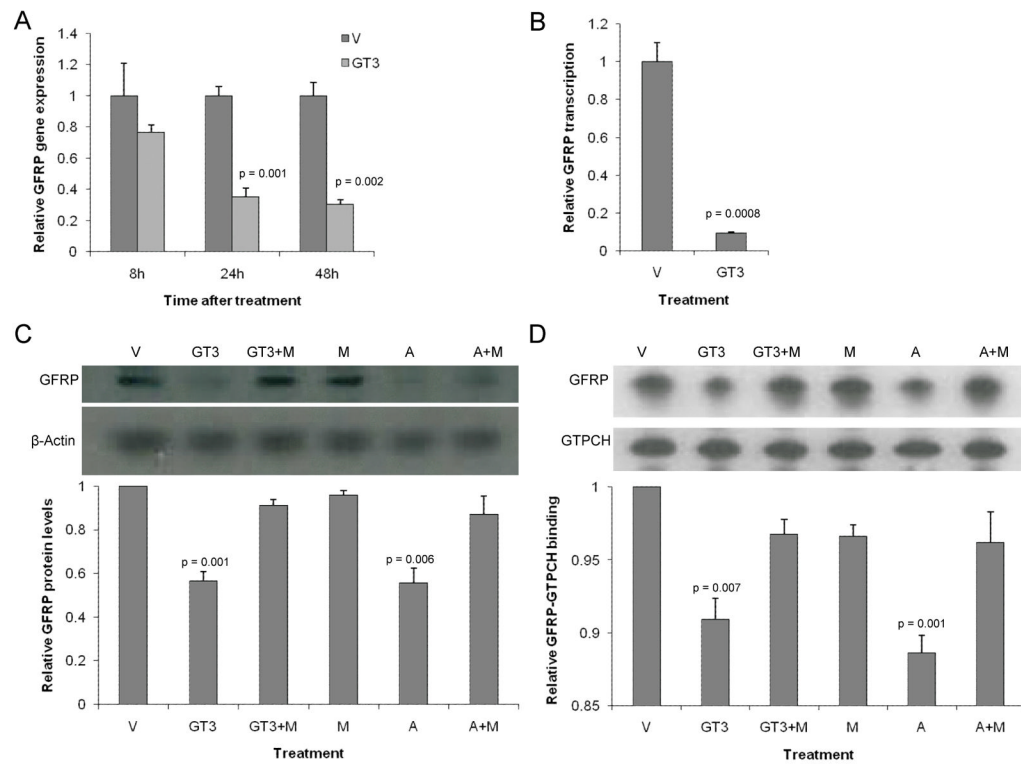 A
1.4
1.2
1
0.8
0.6
0.4
0.2
0
Relative GFRP gene expression
V
GT3
p = 0.001
p = 0.002
8h 24h 48h
Time after treatment
B
1.2
1
0.8
0.6
0.4
0.2
0
Relative GFRP transcription
p = 0.0008
V GT3
Treatment
C
V GT3 GT3+M M A A+M
GFRP
β-Actin
1
0.8
0.6
0.4
0.2
0
Relative GFRP protein levels
p = 0.001
p = 0.006
V GT3 GT3+M M A A+M
Treatment
D
V GT3 GT3+M M A A+M
GFRP
GTPCH
1
0.95
0.9
0.85
Relative GFRP-GTPCH binding
p = 0.007
p = 0.001
V GT3 GT3+M M A A+M
Treatment